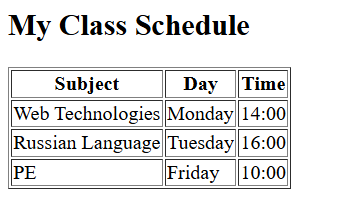 My Class Schedule
Subject Day Time
Web Technologies Monday 14:00
Russian Language Tuesday 16:00
PE Friday 10:00